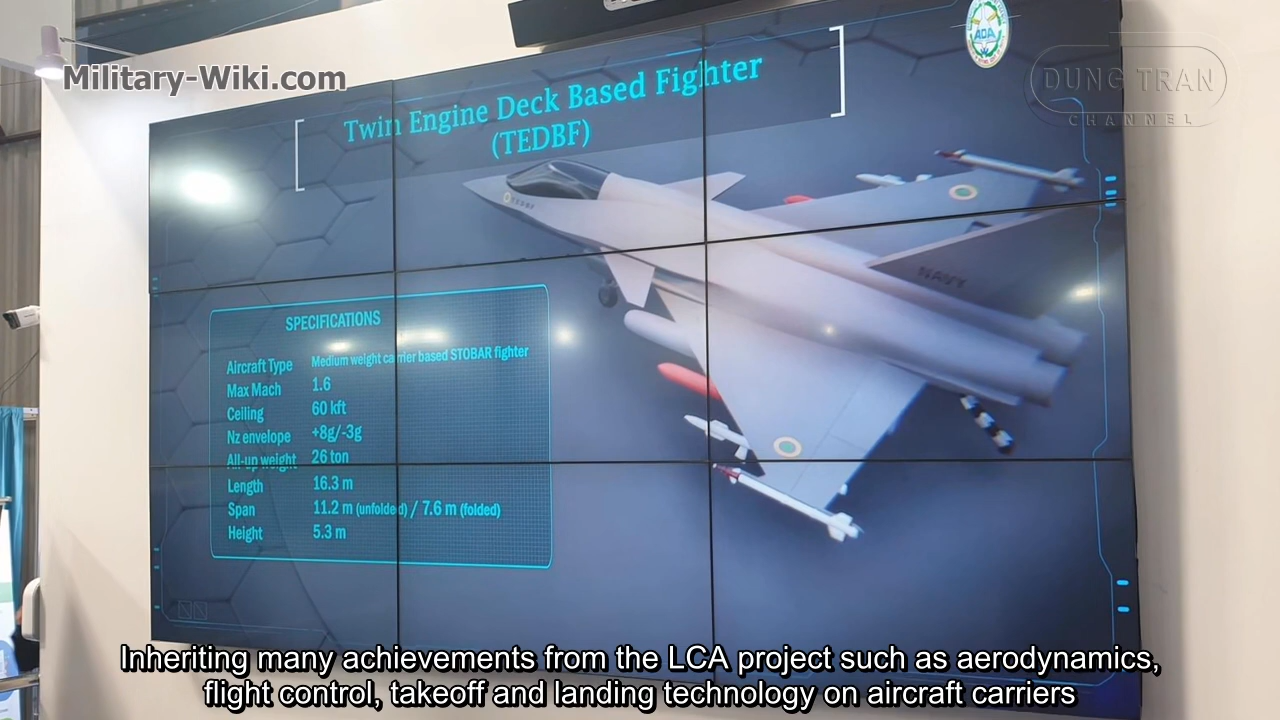 Military-Wiki.com
DUNG TRAN
CHANNEL
ADA
Twin Engine Deck Based Fighter
(TEDBF)
TEDBF
NAVY
SPECIFICATIONS
Aircraft Type Medium weight carrier based STOBAR fighter
Max Mach 1.6
Ceiling 60 kft
Nz envelope +8g/-3g
All-up weight 26 ton
Length 16.3 m
Span 11.2 m (unfolded) / 7.6 m (folded)
Height 5.3 m
Inheriting many achievements from the LCA project such as aerodynamics,
flight control, takeoff and landing technology on aircraft carriers